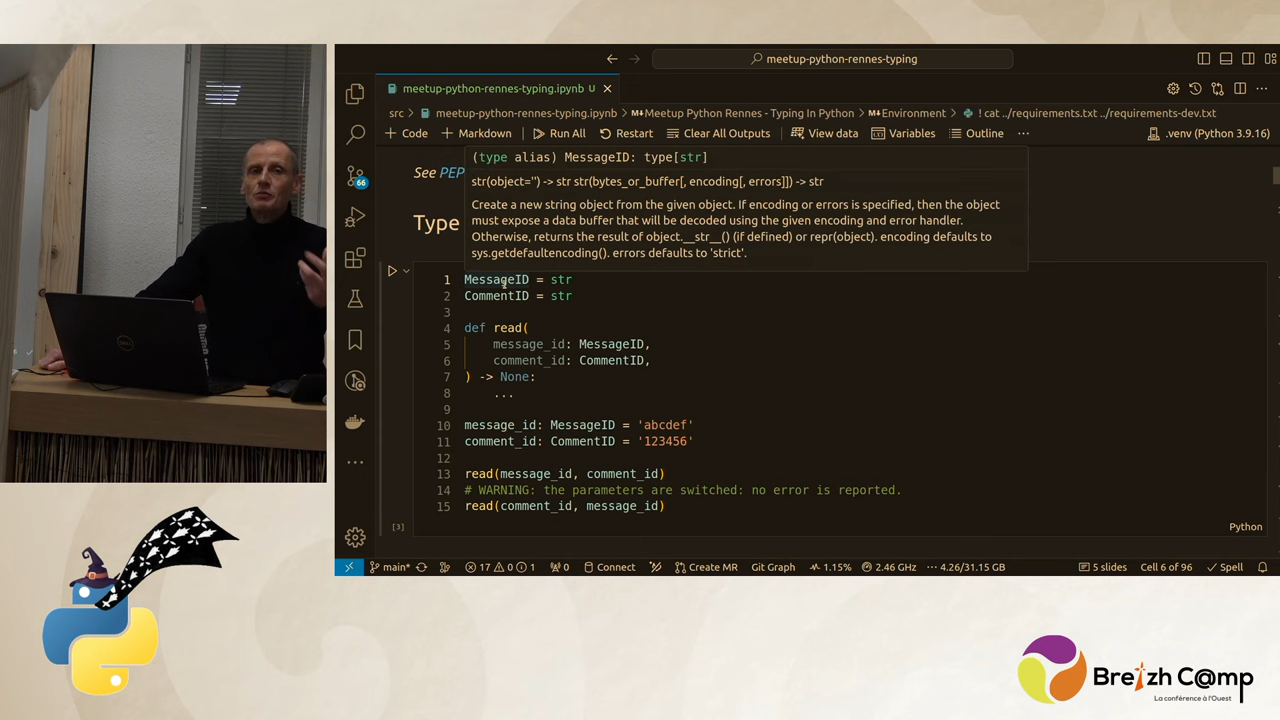 meetup-python-rennes-typing
meetup-python-rennes-typing.ipynb U
src > meetup-python-rennes-typing.ipynb > Meetup Python Rennes - Typing In Python > Environment > ! cat ../requirements.txt ../requirements-dev.txt
+ Code + Markdown Run All Restart Clear All Outputs View data Variables Outline ... .venv (Python 3.9.16)
See PEP
Type
(type alias) MessageID: type[str]
str(object='') -> str str(bytes_or_buffer[, encoding[, errors]]) -> str
Create a new string object from the given object. If encoding or errors is specified, then the object
must expose a data buffer that will be decoded using the given encoding and error handler.
Otherwise, returns the result of object.__str__() (if defined) or repr(object). encoding defaults to
sys.getdefaultencoding(). errors defaults to 'strict'.
1 MessageID = str
2 CommentID = str
3
4 def read(
5 message_id: MessageID,
6 comment_id: CommentID,
7 ) -> None:
8 ...
9
10 message_id: MessageID = 'abcdef'
11 comment_id: CommentID = '123456'
12
13 read(message_id, comment_id)
14 # WARNING: the parameters are switched: no error is reported.
15 read(comment_id, message_id)
[3] Python
66
main* 17 0 1 0 Connect Create MR Git Graph 1.15% 2.46 GHz ... 4.26/31.15 GB 5 slides Cell 6 of 96 Spell
DELL
Breizh C@mp
La conférence à l'Ouest